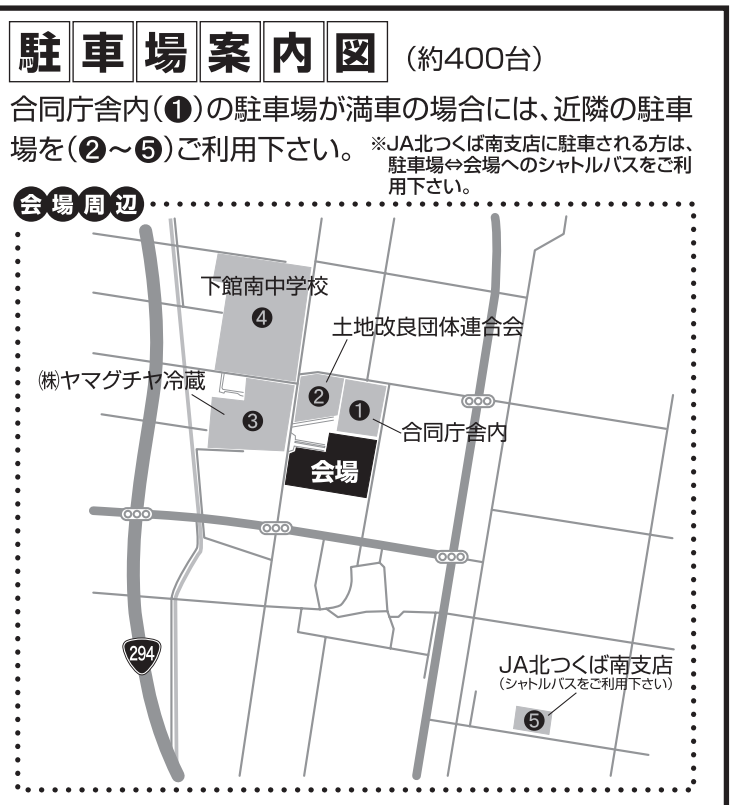 駐車場案内図（約400台）
合同庁舎内（❶）の駐車場が満車の場合には、近隣の駐車
場を（❷〜❺）ご利用下さい。
※JA北つくば南支店に駐車される方は、
駐車場⇔会場へのシャトルバスをご利
用下さい。
会場周辺
下館南中学校
❹
土地改良団体連合会
㈱ヤマグチヤ冷蔵
❷
❶
❸
合同庁舎内
会場
294
JA北つくば南支店
（シャトルバスをご利用下さい）
❺